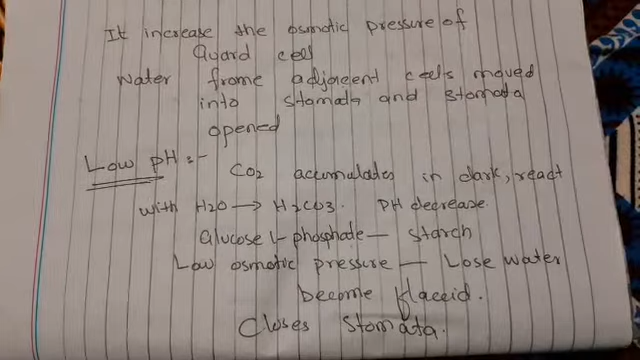 It increase the osmotic pressure of
Guard cell
Water frome adjacent cells moved
into stomata and stomata
opened
Low pH :-
CO2 accumulates in dark, react
with H2O → H2CO3. PH decrease.
Glucose 1-phosphate — Starch
Low osmotic pressure — Lose water
become flaccid.
Closes Stomata.